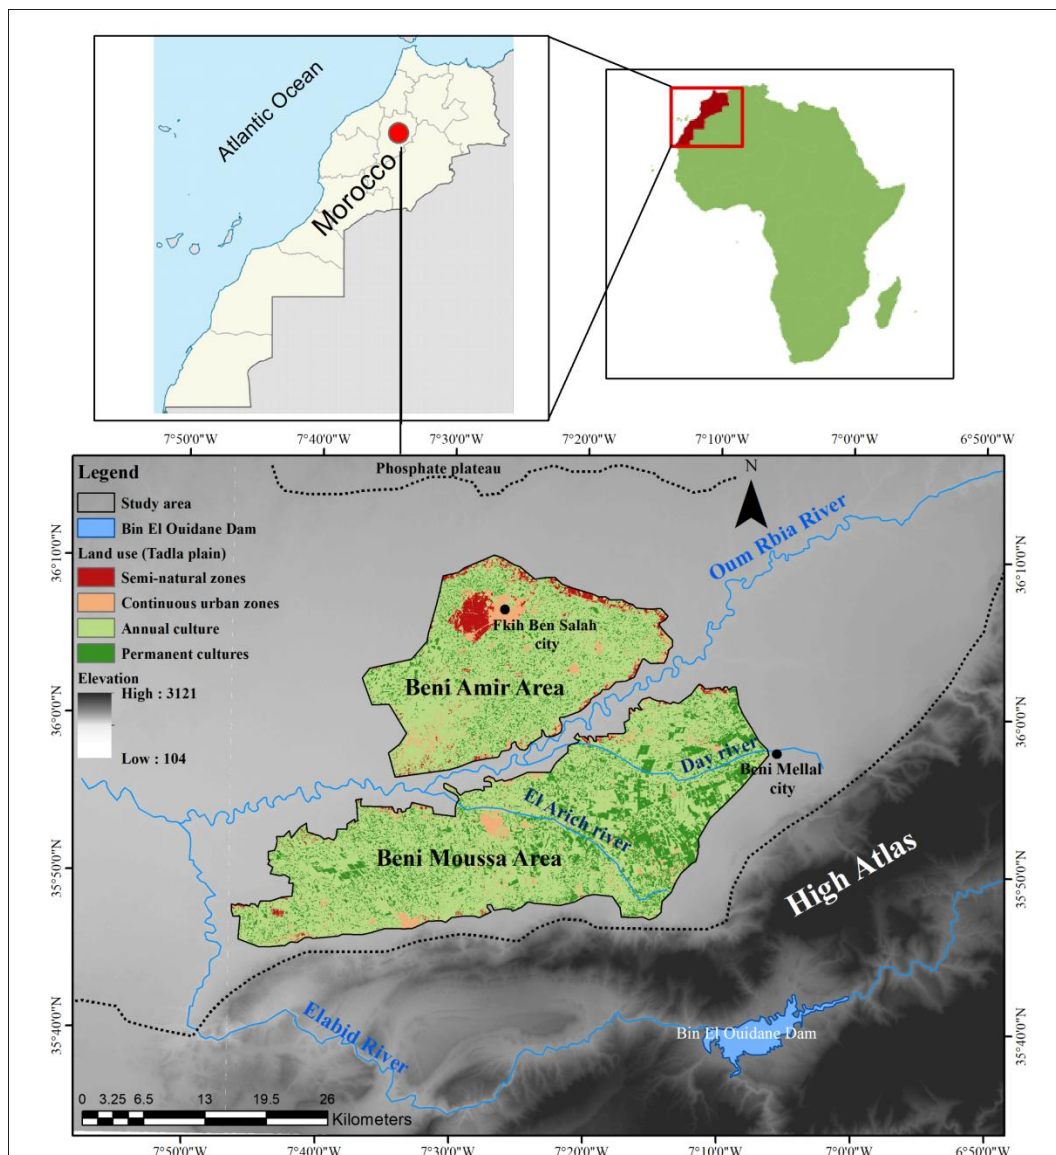 Atlantic Ocean
Morocco
7°50'0"W 7°40'0"W 7°30'0"W 7°20'0"W 7°10'0"W 7°0'0"W 6°50'0"W
Legend
Study area
Bin El Ouidane Dam
Land use (Tadla plain)
Semi-natural zones
Continuous urban zones
Annual culture
Permanent cultures
Elevation
High : 3121
Low : 104
Phosphate plateau
N
Oum Rbia River
Fkih Ben Salah
city
Beni Amir Area
Day river
Beni Mellal
city
El Arich river
Beni Moussa Area
High Atlas
Elabid River
Bin El Ouidane Dam
36°10'0"N
36°0'0"N
35°50'0"N
35°40'0"N
36°10'0"N
36°0'0"N
35°50'0"N
35°40'0"N
0 3.25 6.5 13 19.5 26
Kilometers
7°50'0"W 7°40'0"W 7°30'0"W 7°20'0"W 7°10'0"W 7°0'0"W 6°50'0"W